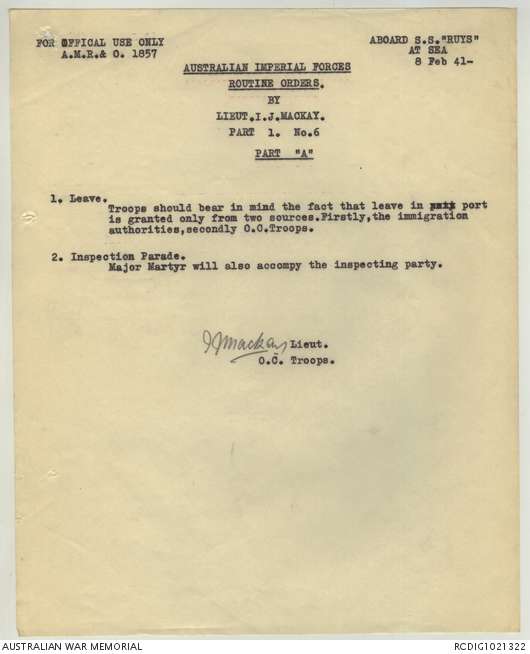 FOR OFFICAL USE ONLY
A.M.R.& O. 1857
ABOARD S.S."RUYS"
AT SEA
8 Feb 41-
AUSTRALIAN IMPERIAL FORCES
ROUTINE ORDERS.
BY
LIEUT.I.J.MACKAY.
PART 1. No.6
PART "A"
1. Leave.
Troops should bear in mind the fact that leave in port
is granted only from two sources.Firstly,the immigration
authorities,secondly O.C.Troops.
2. Inspection Parade.
Major Martyr will also accompy the inspecting party.
IJMackay Lieut.
O.C. Troops.
AUSTRALIAN WAR MEMORIAL
RCDIG1021322